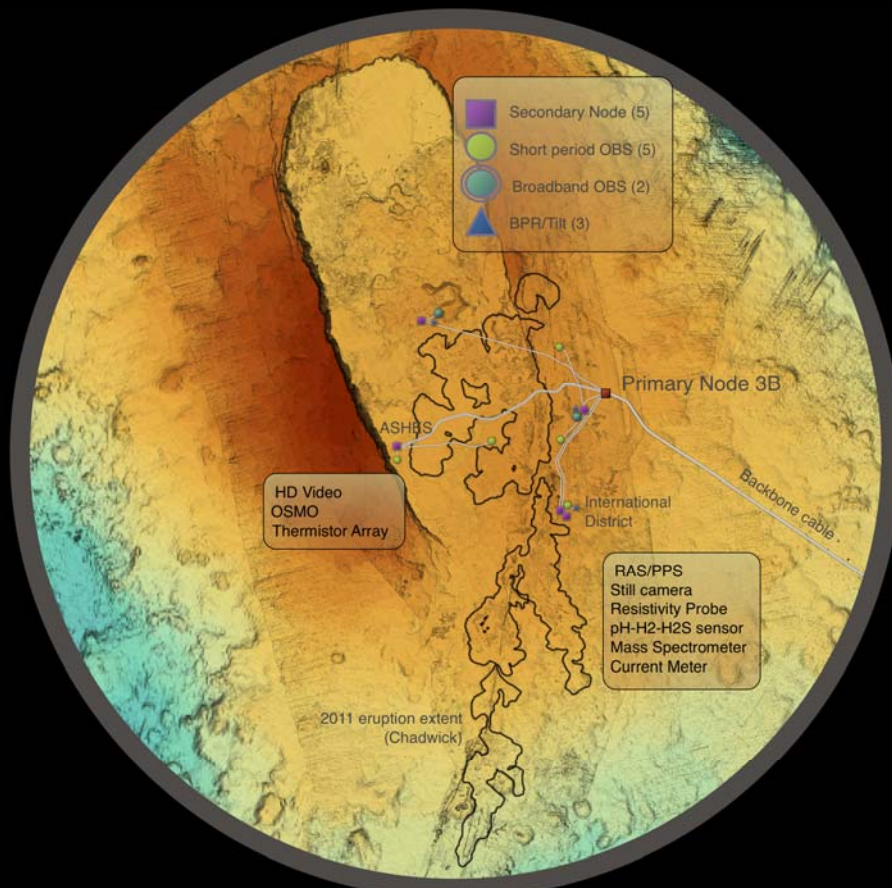 Secondary Node (5)
Short period OBS (5)
Broadband OBS (2)
BPR/Tilt (3)
Primary Node 3B
ASHES
Backbone cable . .
HD Video
OSMO
Thermistor Array
International
District
RAS/PPS
Still camera
Resistivity Probe
pH-H2-H2S sensor
Mass Spectrometer
Current Meter
2011 eruption extent
(Chadwick)